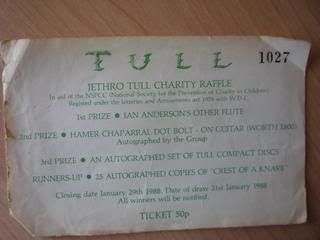 TULL 1027
JETHRO TULL CHARITY RAFFLE
In aid of the NSPCC (National Society for the Prevention of Cruelty to Children)
Registered under the lotteries and Amusements act 1976 with W.D.C.
1st PRIZE ● IAN ANDERSON'S OTHER FLUTE
2nd PRIZE ● HAMER CHAPARRAL DOT BOLT - ON GUITAR (WORTH £800)
Autographed by the Group
3rd PRIZE ● AN AUTOGRAPHED SET OF TULL COMPACT DISCS
RUNNERS-UP ● 25 AUTOGRAPHED COPIES OF "CREST OF A KNAVE"
Closing date January 29th 1988. Date of draw 31st January 1988
All winners will be notified.
TICKET 50p